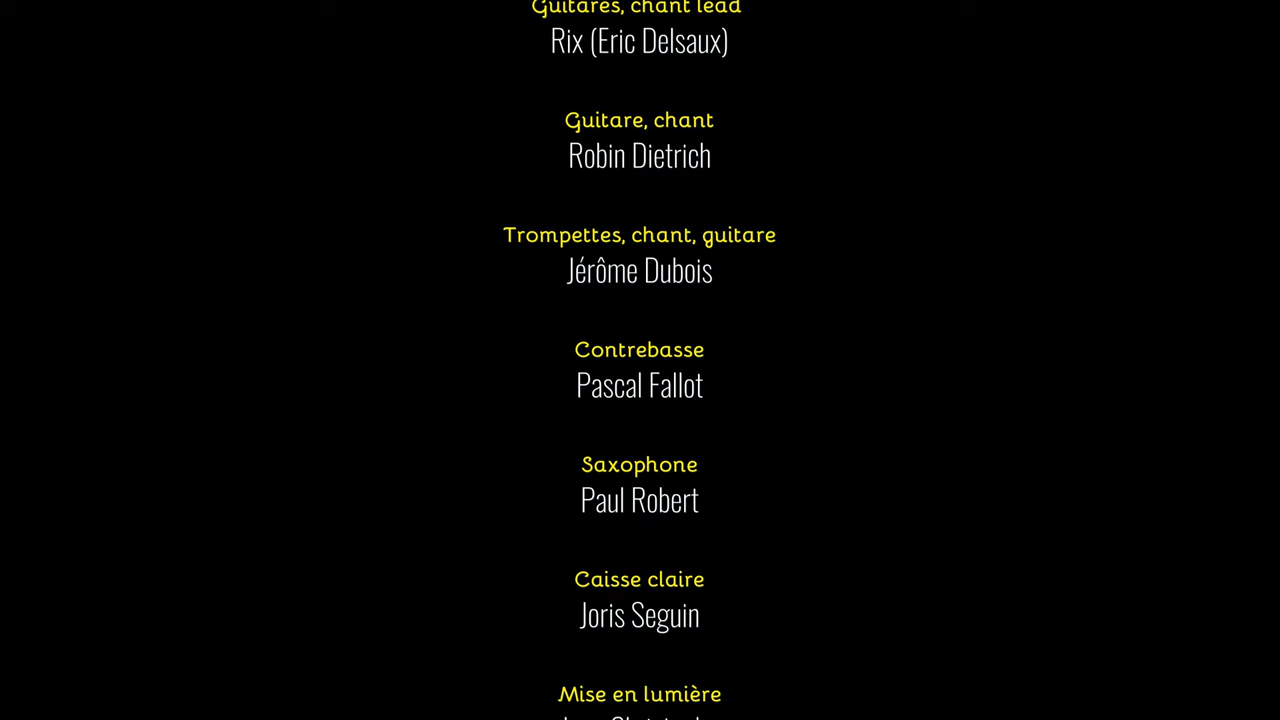 Guitares, chant lead
Rix (Eric Delsaux)
Guitare, chant
Robin Dietrich
Trompettes, chant, guitare
Jérôme Dubois
Contrebasse
Pascal Fallot
Saxophone
Paul Robert
Caisse claire
Joris Seguin
Mise en lumière